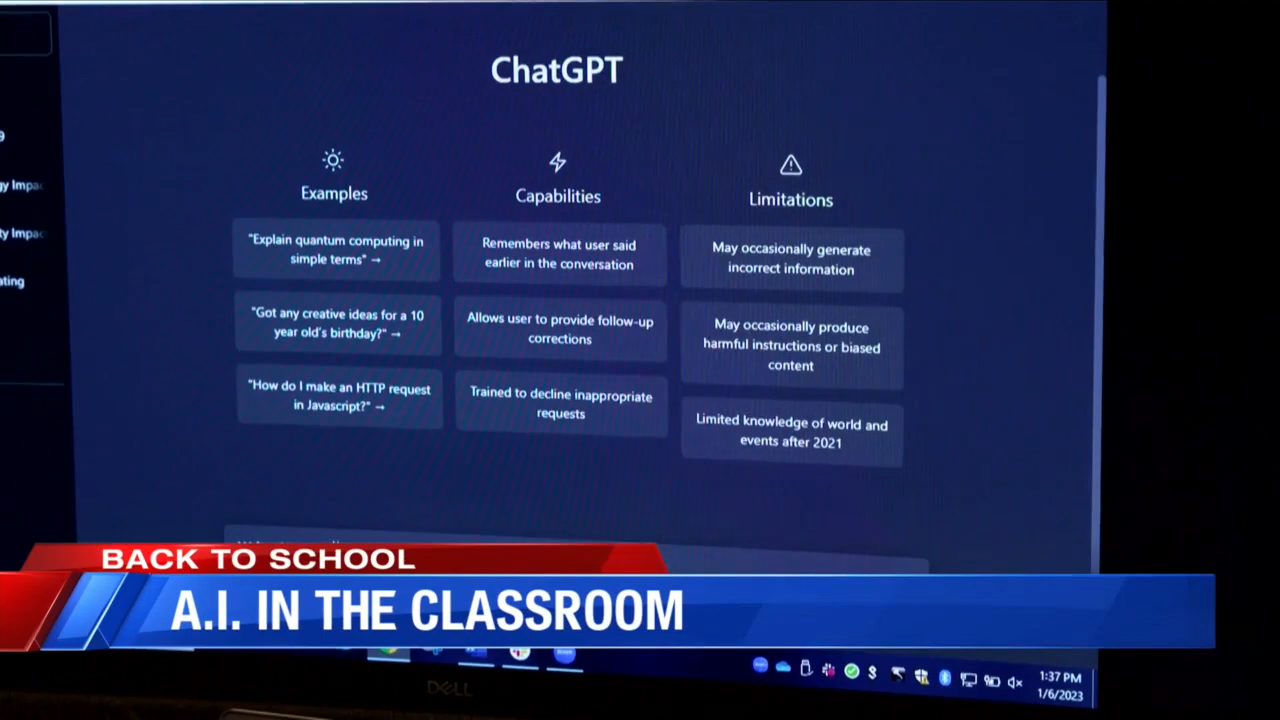 ChatGPT
Examples
Capabilities
Limitations
"Explain quantum computing in
simple terms" →
Remembers what user said
earlier in the conversation
May occasionally generate
incorrect information
"Got any creative ideas for a 10
year old's birthday?" →
Allows user to provide follow-up
corrections
May occasionally produce
harmful instructions or biased
content
"How do I make an HTTP request
in Javascript?" →
Trained to decline inappropriate
requests
Limited knowledge of world and
events after 2021
BACK TO SCHOOL
A.I. IN THE CLASSROOM
1:37 PM
1/6/2023
DELL